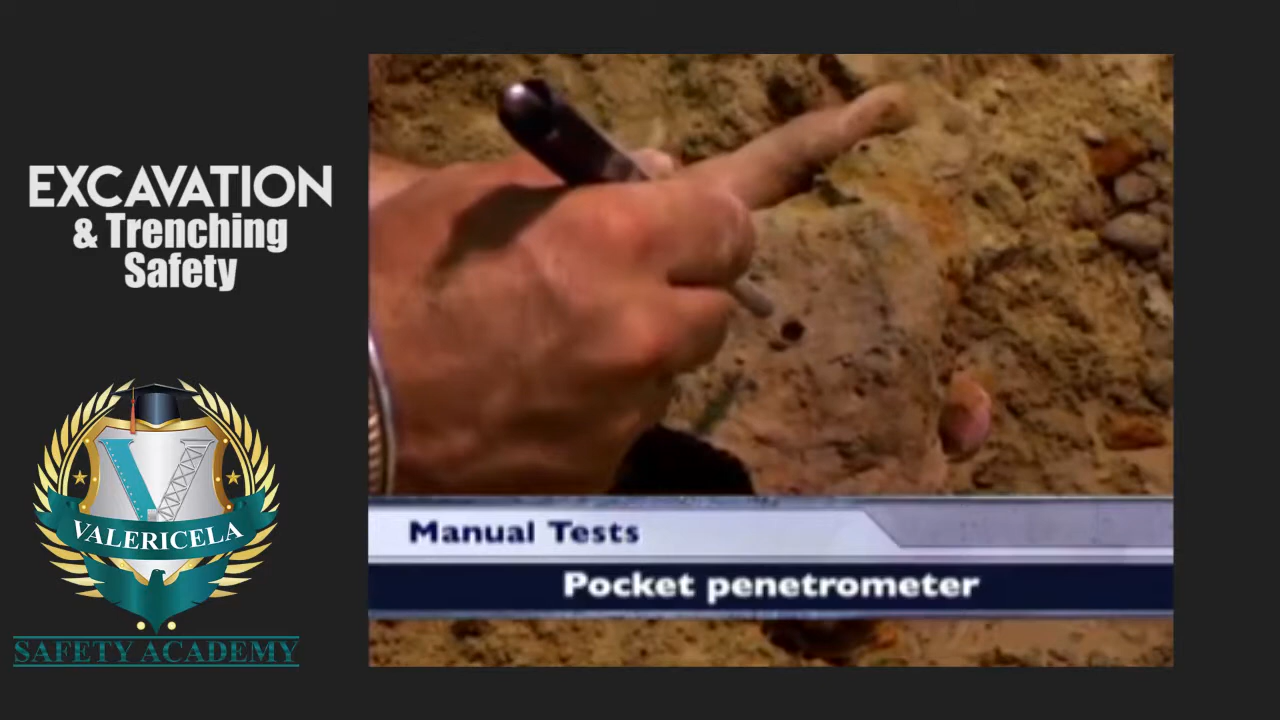 EXCAVATION
& Trenching
Safety
VALERICELA
SAFETY ACADEMY
Manual Tests
Pocket penetrometer